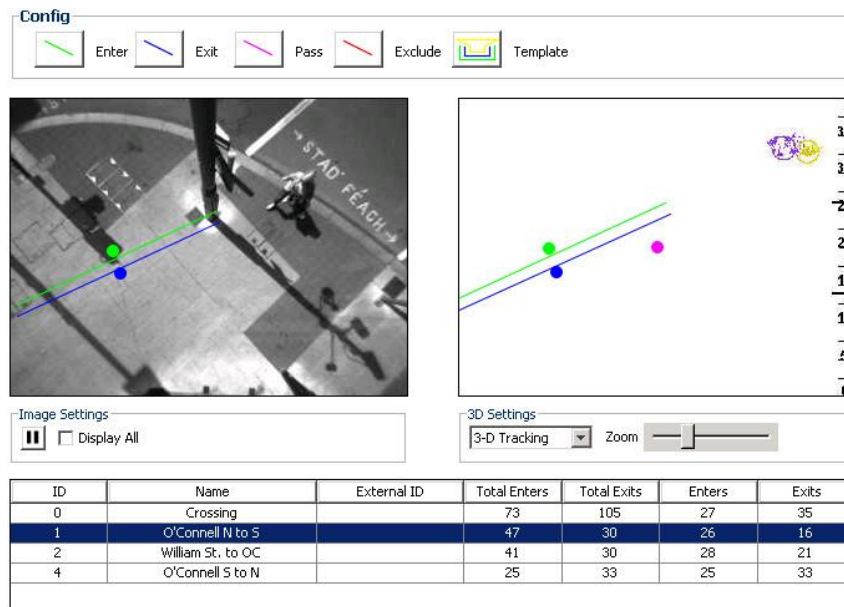 Config
Enter Exit Pass Exclude Template
→ STAD FÉACH →
Image Settings
Display All
3D Settings
3-D Tracking Zoom
ID Name External ID Total Enters Total Exits Enters Exits
0 Crossing 73 105 27 35
1 O'Connell N to S 47 30 26 16
2 William St. to OC 41 30 28 21
4 O'Connell S to N 25 33 25 33